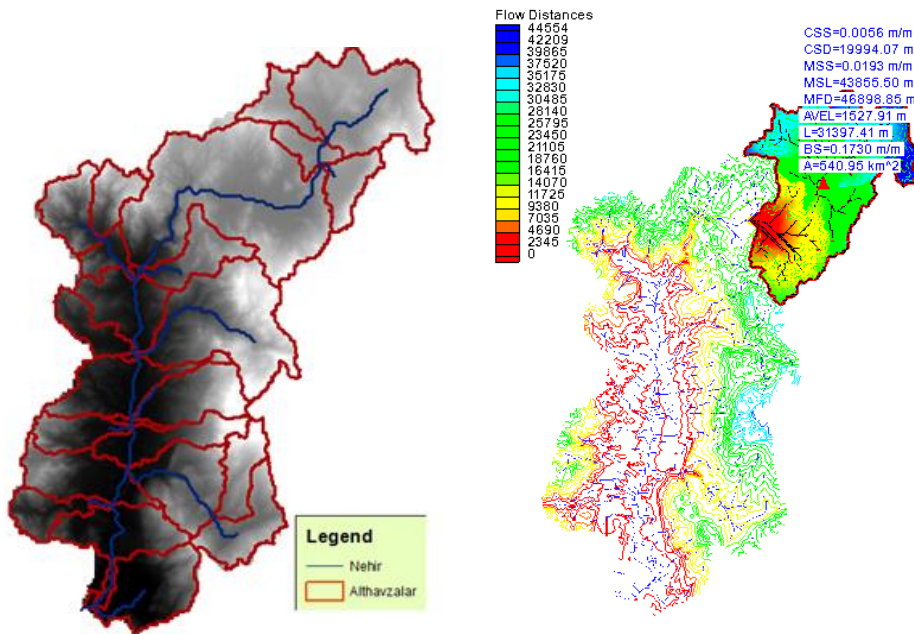 Legend
Nehir
Althavzalar
Flow Distances
44554
42209
39865
37520
35175
32830
30485
28140
25795
23450
21105
18760
16415
14070
11725
9380
7035
4690
2345
0
CSS=0.0056 m/m
CSD=19994.07 m
MSS=0.0193 m/m
MSL=43855.50 m
MFD=46898.85 m
AVEL=1527.91 m
L=31397.41 m
BS=0.1730 m/m
A=540.95 km^2